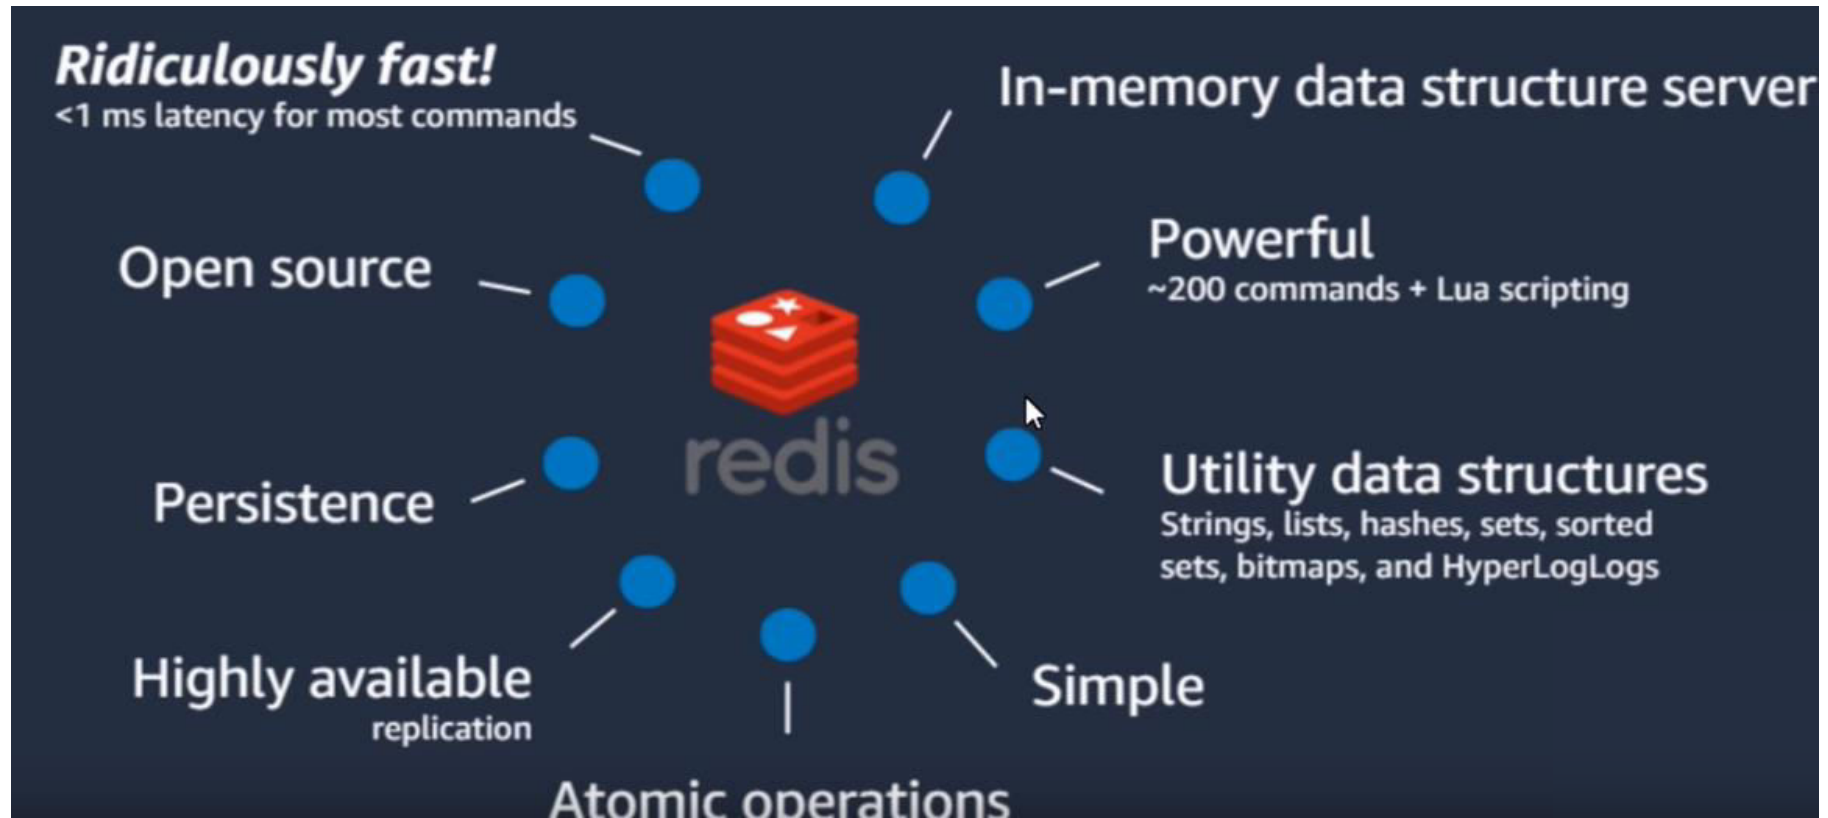 Ridiculously fast!
<1 ms latency for most commands
In-memory data structure server
Open source
Powerful
~200 commands + Lua scripting
redis
Persistence
Utility data structures
Strings, lists, hashes, sets, sorted
sets, bitmaps, and HyperLogLogs
Highly available
replication
Simple
Atomic operations